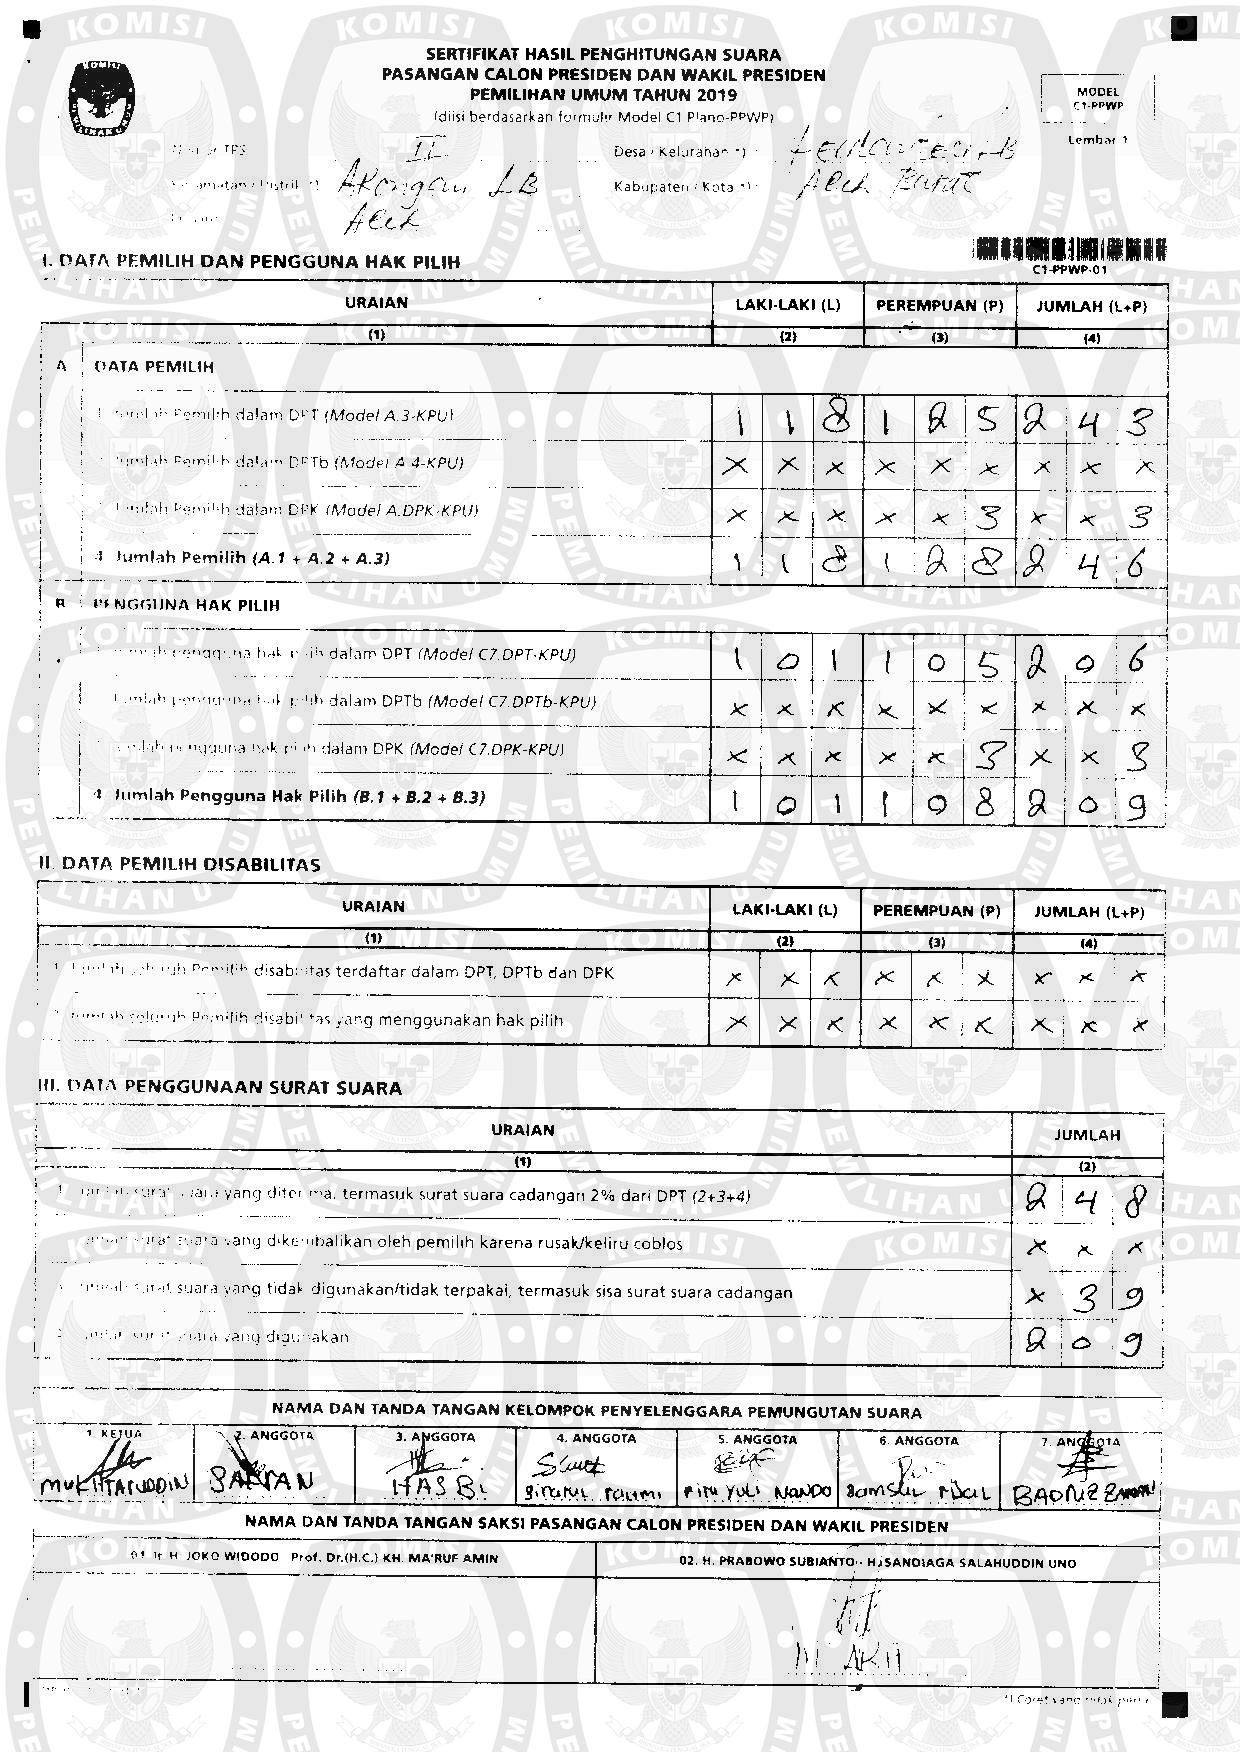 SERTIFIKAT HASIL PENGHITUNGAN SUARA
PASANGAN CALON PRESIDEN DAN WAKIL PRESIDEN
PEMILIHAN UMUM TAHUN 2019
(diisi berdasarkan formulir Model C1 Plano-PPWP)
MODEL
C1-PPWP
Lembar 1
TPS II Desa / Kelurahan *) :
Arongan LB Kabupaten / Kota *) : Aceh Barat
Aceh
C1-PPWP-01
I. DATA PEMILIH DAN PENGGUNA HAK PILIH
URAIAN LAKI-LAKI (L) PEREMPUAN (P) JUMLAH (L+P)
(1) (2) (3) (4)
A DATA PEMILIH
1. Jumlah Pemilih dalam DPT (Model A.3-KPU) 1 1 8 1 2 5 2 4 3
2. Jumlah Pemilih dalam DPTb (Model A.4-KPU) X X X X X X X X X
3. Jumlah Pemilih dalam DPK (Model A.DPK-KPU) X X X X X 3 X X 3
4. Jumlah Pemilih (A.1 + A.2 + A.3) 1 1 8 1 2 8 2 4 6
B PENGGUNA HAK PILIH
1. Jumlah pengguna hak pilih dalam DPT (Model C7.DPT-KPU) 1 0 1 1 0 5 2 0 6
2. Jumlah pengguna hak pilih dalam DPTb (Model C7.DPTb-KPU) X X X X X X X X X
3. Jumlah pengguna hak pilih dalam DPK (Model C7.DPK-KPU) X X X X X 3 X X 3
4. Jumlah Pengguna Hak Pilih (B.1 + B.2 + B.3) 1 0 1 1 0 8 2 0 9
II. DATA PEMILIH DISABILITAS
URAIAN LAKI-LAKI (L) PEREMPUAN (P) JUMLAH (L+P)
(1) (2) (3) (4)
1. Jumlah seluruh Pemilih disabilitas terdaftar dalam DPT, DPTb dan DPK X X X X X X X X X
2. Jumlah seluruh Pemilih disabilitas yang menggunakan hak pilih X X X X X X X X X
III. DATA PENGGUNAAN SURAT SUARA
URAIAN JUMLAH
(1) (2)
1. Jumlah surat suara yang diterima, termasuk surat suara cadangan 2% dari DPT (2+3+4) 2 4 8
2. Jumlah surat suara yang dikembalikan oleh pemilih karena rusak/keliru coblos X X X
3. Jumlah surat suara yang tidak digunakan/tidak terpakai, termasuk sisa surat suara cadangan X 3 9
4. Jumlah surat suara yang digunakan 2 0 9
NAMA DAN TANDA TANGAN KELOMPOK PENYELENGGARA PEMUNGUTAN SUARA
1. KETUA 2. ANGGOTA 3. ANGGOTA 4. ANGGOTA 5. ANGGOTA 6. ANGGOTA 7. ANGGOTA
MUKHTARUDDIN HASBI
NAMA DAN TANDA TANGAN SAKSI PASANGAN CALON PRESIDEN DAN WAKIL PRESIDEN
01. Ir. H. JOKO WIDODO - Prof. Dr.(H.C.) KH. MA'RUF AMIN 02. H. PRABOWO SUBIANTO - H. SANDIAGA SALAHUDDIN UNO
*) Coret yang tidak perlu